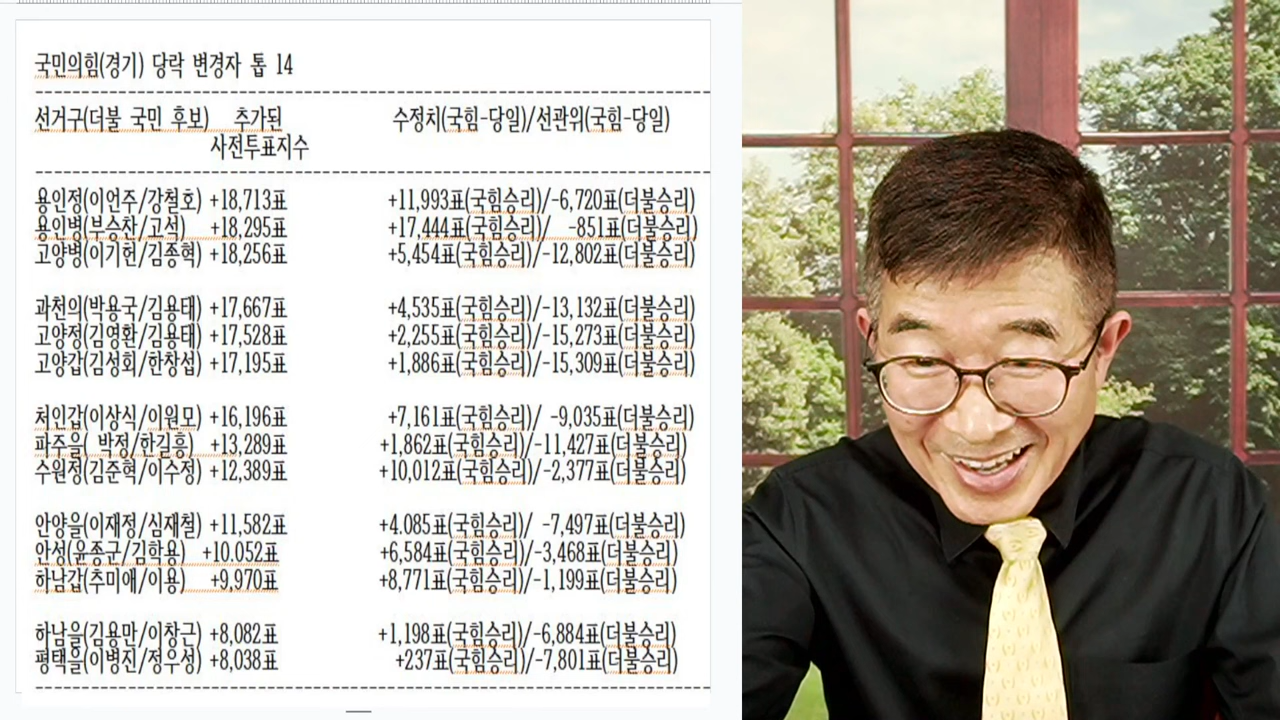 국민의힘(경기) 당락 변경자 톱 14
선거구(더불 국민 후보) 추가된 수정치(국힘-당일)/선관위(국힘-당일)
사전투표지수
용인정(이언주/강철호) +18,713표 +11,993표(국힘승리)/-6,720표(더불승리)
용인병(부승찬/고석) +18,295표 +17,444표(국힘승리)/ -851표(더불승리)
고양병(이기헌/김종혁) +18,256표 +5,454표(국힘승리)/-12,802표(더불승리)
과천의(박용국/김용태) +17,667표 +4,535표(국힘승리)/-13,132표(더불승리)
고양정(김영환/김용태) +17,528표 +2,255표(국힘승리)/-15,273표(더불승리)
고양갑(김성회/한창섭) +17,195표 +1,886표(국힘승리)/-15,309표(더불승리)
처인갑(이상식/이원모) +16,196표 +7,161표(국힘승리)/ -9,035표(더불승리)
파주을( 박정/한길룡) +13,289표 +1,862표(국힘승리)/-11,427표(더불승리)
수원정(김준혁/이수정) +12,389표 +10,012표(국힘승리)/-2,377표(더불승리)
안양을(이재정/심재철) +11,582표 +4.085표(국힘승리)/ -7,497표(더불승리)
안성(윤종군/김학용) +10.052표 +6,584표(국힘승리)/-3,468표(더불승리)
하남갑(추미애/이용) +9,970표 +8,771표(국힘승리)/-1,199표(더불승리)
하남을(김용만/이창근) +8,082표 +1,198표(국힘승리)/-6,884표(더불승리)
평택을(이병진/정우성) +8,038표 +237표(국힘승리)/-7,801표(더불승리)